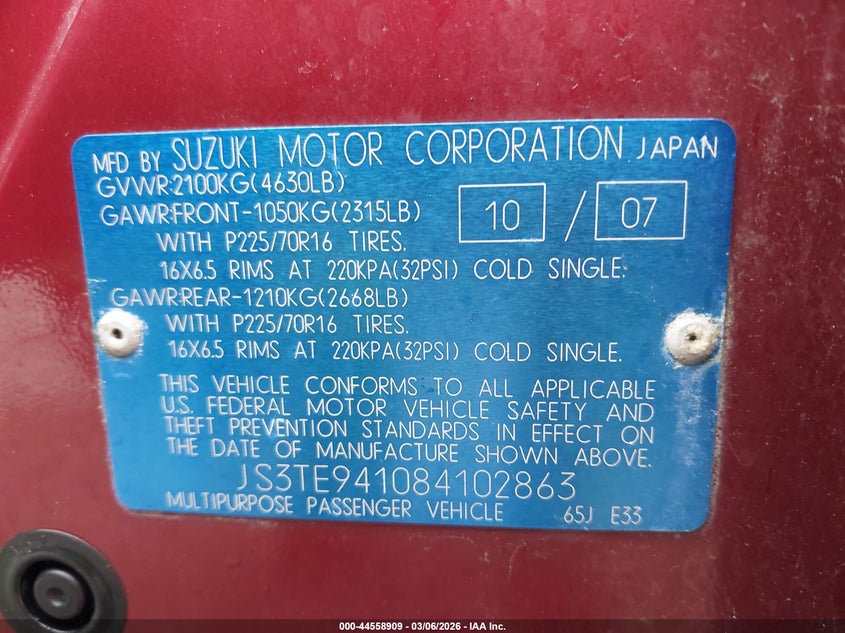 MFD BY SUZUKI MOTOR CORPORATION JAPAN
GVWR:2100KG(4630LB)
GAWR:FRONT-1050KG(2315LB) 10 / 07
WITH P225/70R16 TIRES.
16X6.5 RIMS AT 220KPA(32PSI) COLD SINGLE.
GAWR:REAR-1210KG(2668LB)
WITH P225/70R16 TIRES.
16X6.5 RIMS AT 220KPA(32PSI) COLD SINGLE.
THIS VEHICLE CONFORMS TO ALL APPLICABLE
U.S. FEDERAL MOTOR VEHICLE SAFETY AND
THEFT PREVENTION STANDARDS IN EFFECT ON
THE DATE OF MANUFACTURE SHOWN ABOVE.
JS3TE941084102863
MULTIPURPOSE PASSENGER VEHICLE 65J E33
000-44558909 — 03/06/2026 — IAA Inc.